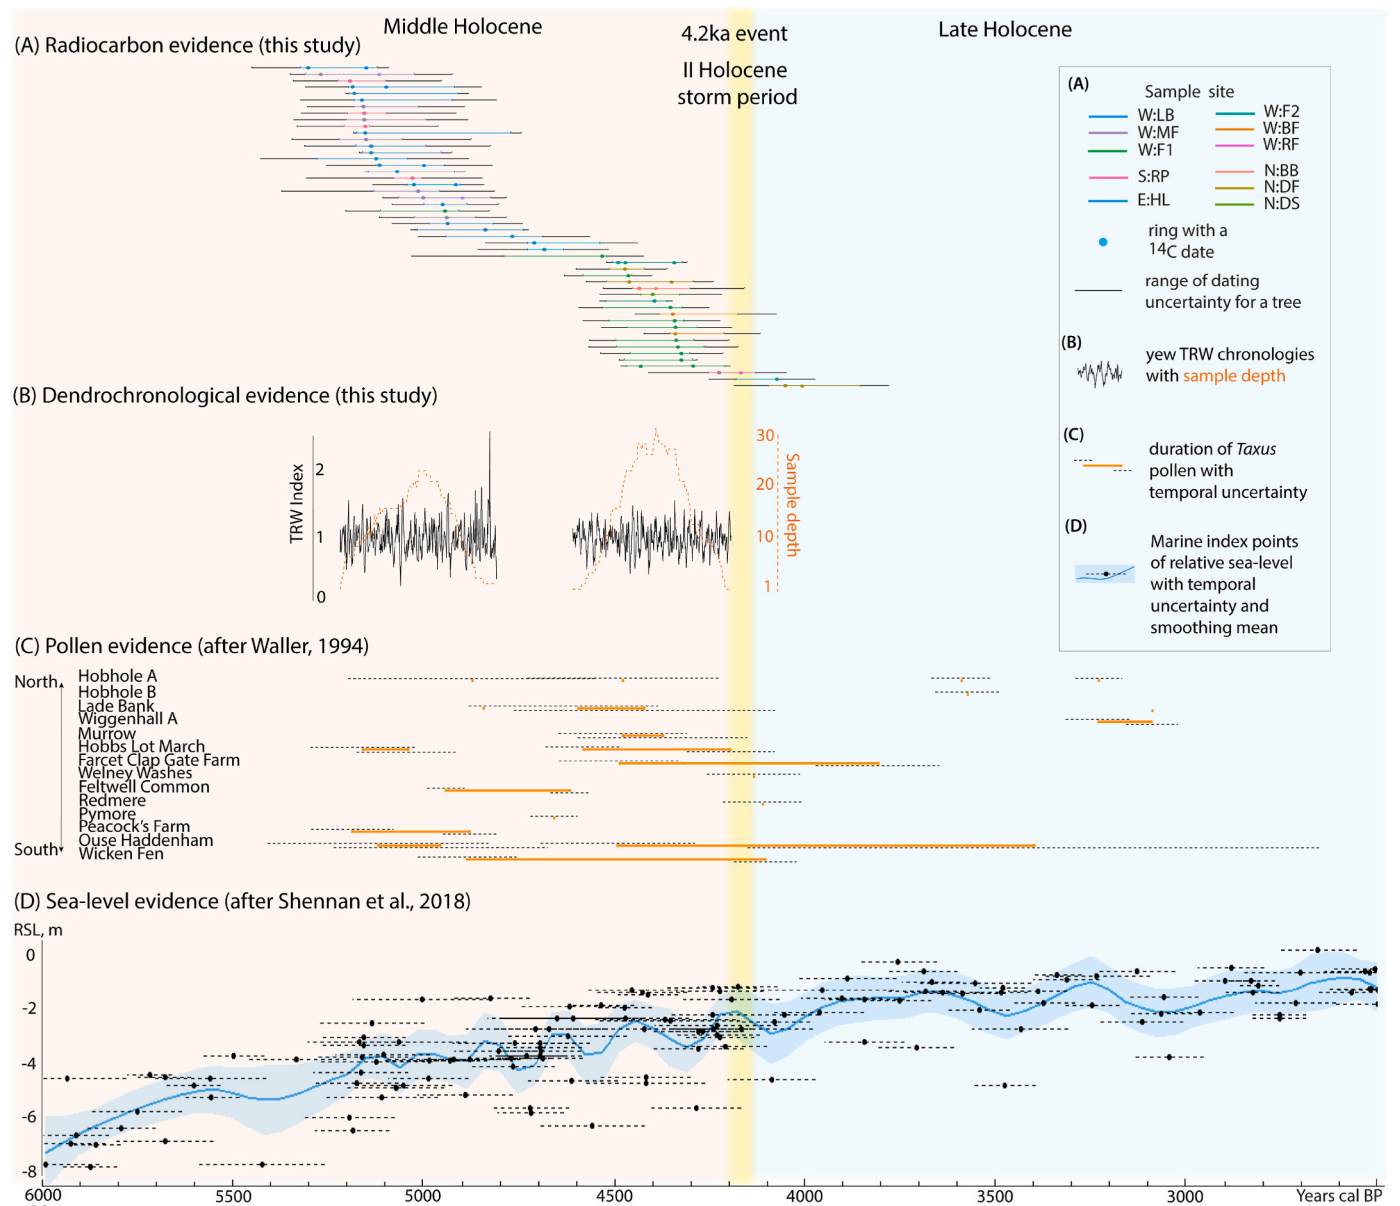 Middle Holocene
4.2ka event
Late Holocene
(A) Radiocarbon evidence (this study)
II Holocene
storm period
(A)
Sample site
W:LB
W:MF
W:F1
S:RP
E:HL
W:F2
W:BF
W:RF
N:BB
N:DF
N:DS
ring with a
14C date
range of dating
uncertainty for a tree
(B)
yew TRW chronologies
with sample depth
(C)
duration of Taxus
pollen with
temporal uncertainty
(D)
Marine index points
of relative sea-level
with temporal
uncertainty and
smoothing mean
(B) Dendrochronological evidence (this study)
TRW Index
2
1
0
30
20
10
1
Sample depth
(C) Pollen evidence (after Waller, 1994)
North
South
Hobhole A
Hobhole B
Lade Bank
Wiggenhall A
Murrow
Hobbs Lot March
Farcet Clap Gate Farm
Welney Washes
Feltwell Common
Redmere
Pymore
Peacock's Farm
Ouse Haddenham
Wicken Fen
(D) Sea-level evidence (after Shennan et al., 2018)
RSL, m
0
-2
-4
-6
-8
6000
5500
5000
4500
4000
3500
3000
Years cal BP